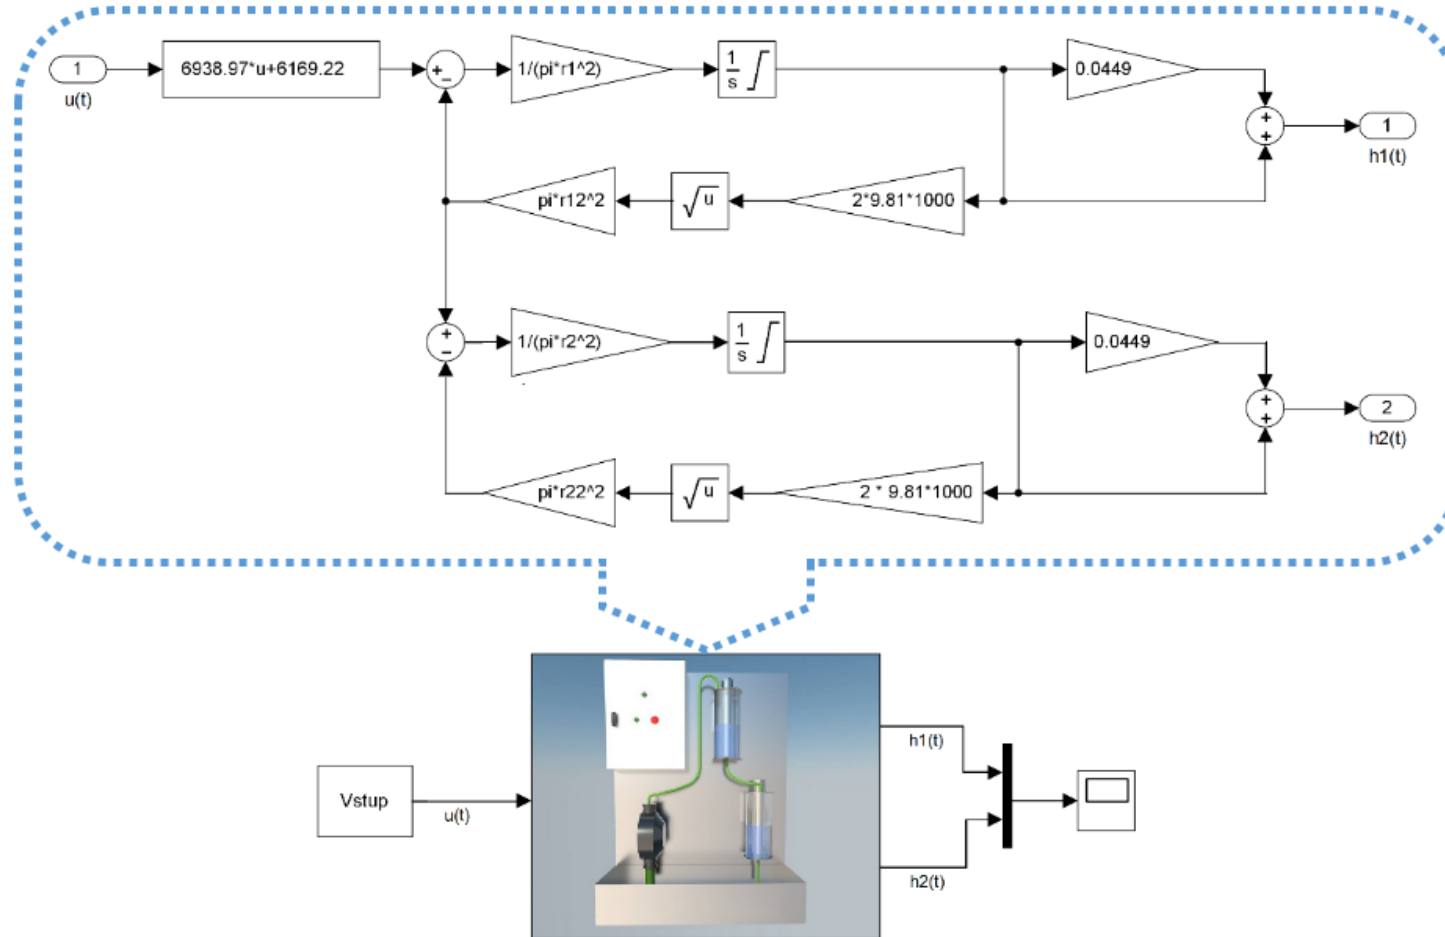 1
u(t)
6938.97*u+6169.22
+
−
1/(pi*r1^2)
1
s
0.0449
+
+
1
h1(t)
pi*r12^2
√u
2*9.81*1000
+
−
1/(pi*r2^2)
1
s
0.0449
+
+
2
h2(t)
pi*r22^2
√u
2 * 9.81*1000
Vstup
u(t)
h1(t)
h2(t)